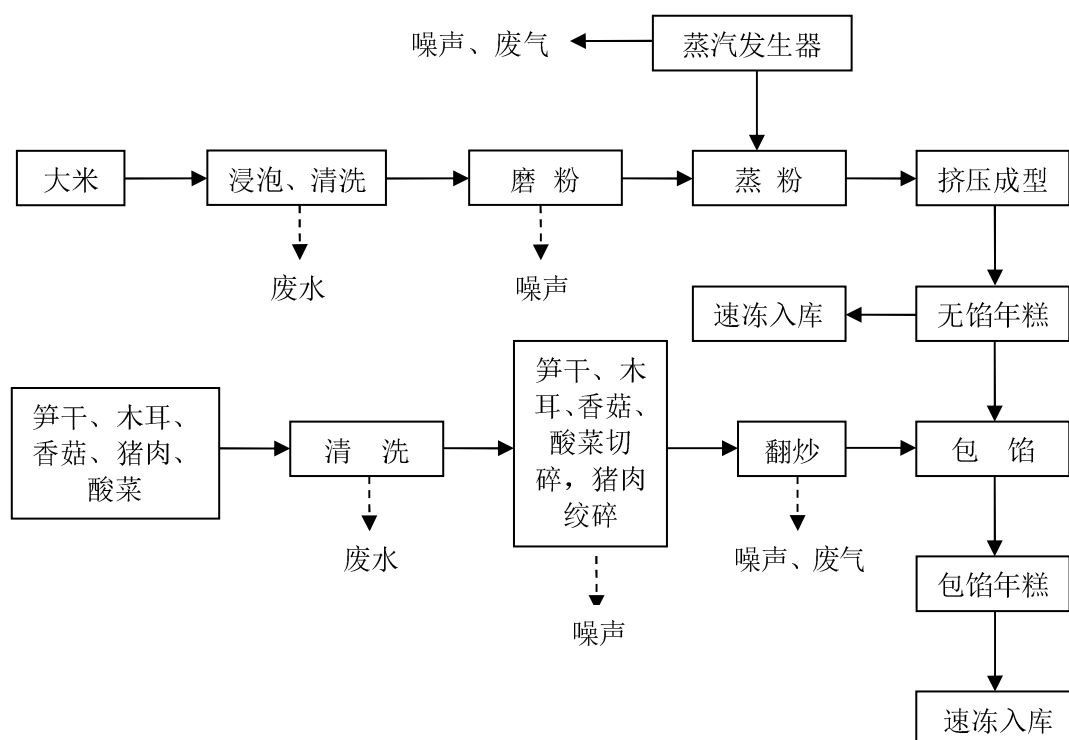 噪声、废气
蒸汽发生器
大米
浸泡、清洗
磨 粉
蒸 粉
挤压成型
废水
噪声
速冻入库
无馅年糕
笋干、木耳、
香菇、猪肉、
酸菜
清 洗
笋干、木
耳、香菇、
酸菜切
碎，猪肉
绞碎
翻炒
包 馅
废水
噪声、废气
包馅年糕
噪声
速冻入库